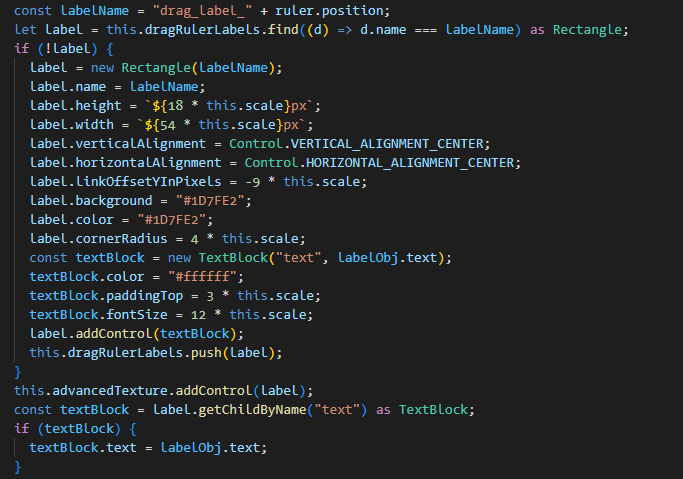 const labelName = "drag_label_" + ruler.position;
let label = this.dragRulerLabels.find((d) => d.name === labelName) as Rectangle;
if (!label) {
  label = new Rectangle(labelName);
  label.name = labelName;
  label.height = `${18 * this.scale}px`;
  label.width = `${54 * this.scale}px`;
  label.verticalAlignment = Control.VERTICAL_ALIGNMENT_CENTER;
  label.horizontalAlignment = Control.HORIZONTAL_ALIGNMENT_CENTER;
  label.linkOffsetYInPixels = -9 * this.scale;
  label.background = "#1D7FE2";
  label.color = "#1D7FE2";
  label.cornerRadius = 4 * this.scale;
  const textBlock = new TextBlock("text", labelObj.text);
  textBlock.color = "#ffffff";
  textBlock.paddingTop = 3 * this.scale;
  textBlock.fontSize = 12 * this.scale;
  label.addControl(textBlock);
  this.dragRulerLabels.push(label);
}
this.advancedTexture.addControl(label);
const textBlock = label.getChildByName("text") as TextBlock;
if (textBlock) {
  textBlock.text = labelObj.text;
}